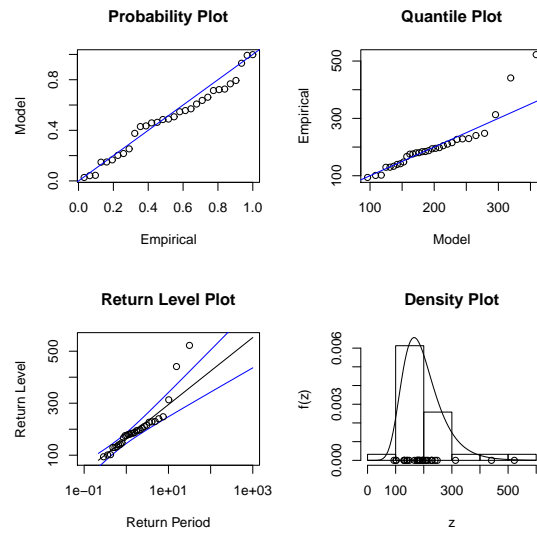 Probability Plot
Model
0.0 0.4 0.8
0.0 0.2 0.4 0.6 0.8 1.0
Empirical
Quantile Plot
Empirical
100 300 500
100 200 300
Model
Return Level Plot
Return Level
100 300 500
1e−01 1e+01 1e+03
Return Period
Density Plot
f(z)
0.000 0.003 0.006
0 100 300 500
z